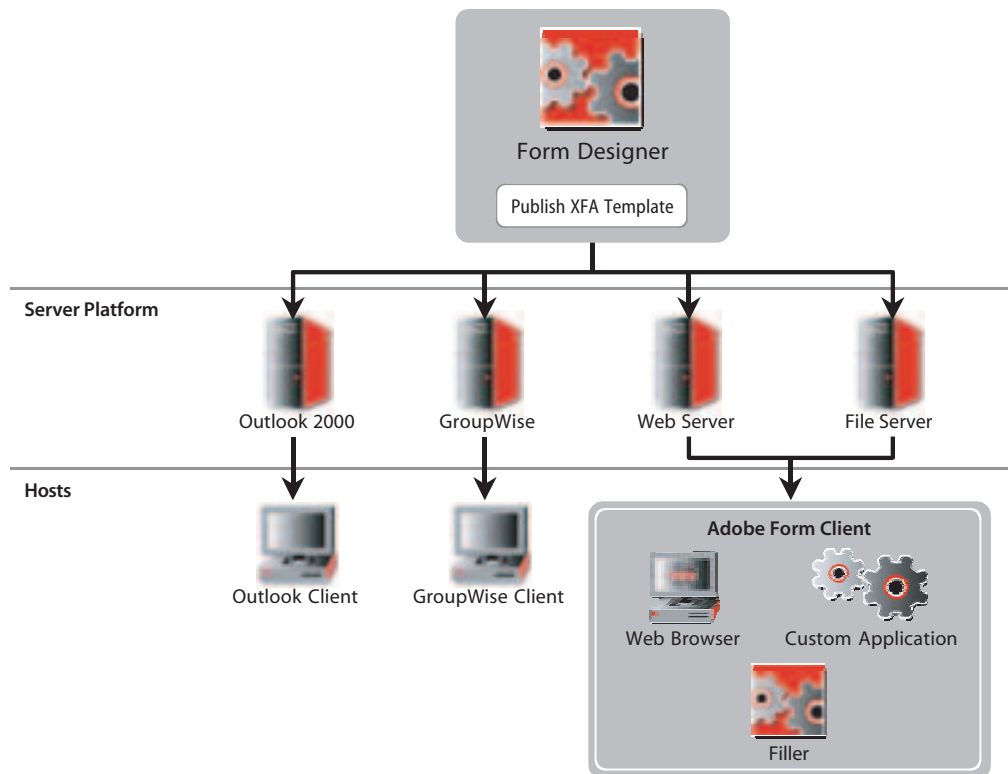 Form Designer
Publish XFA Template
Server Platform
Outlook 2000
GroupWise
Web Server
File Server
Hosts
Adobe Form Client
Outlook Client
GroupWise Client
Web Browser
Custom Application
Filler